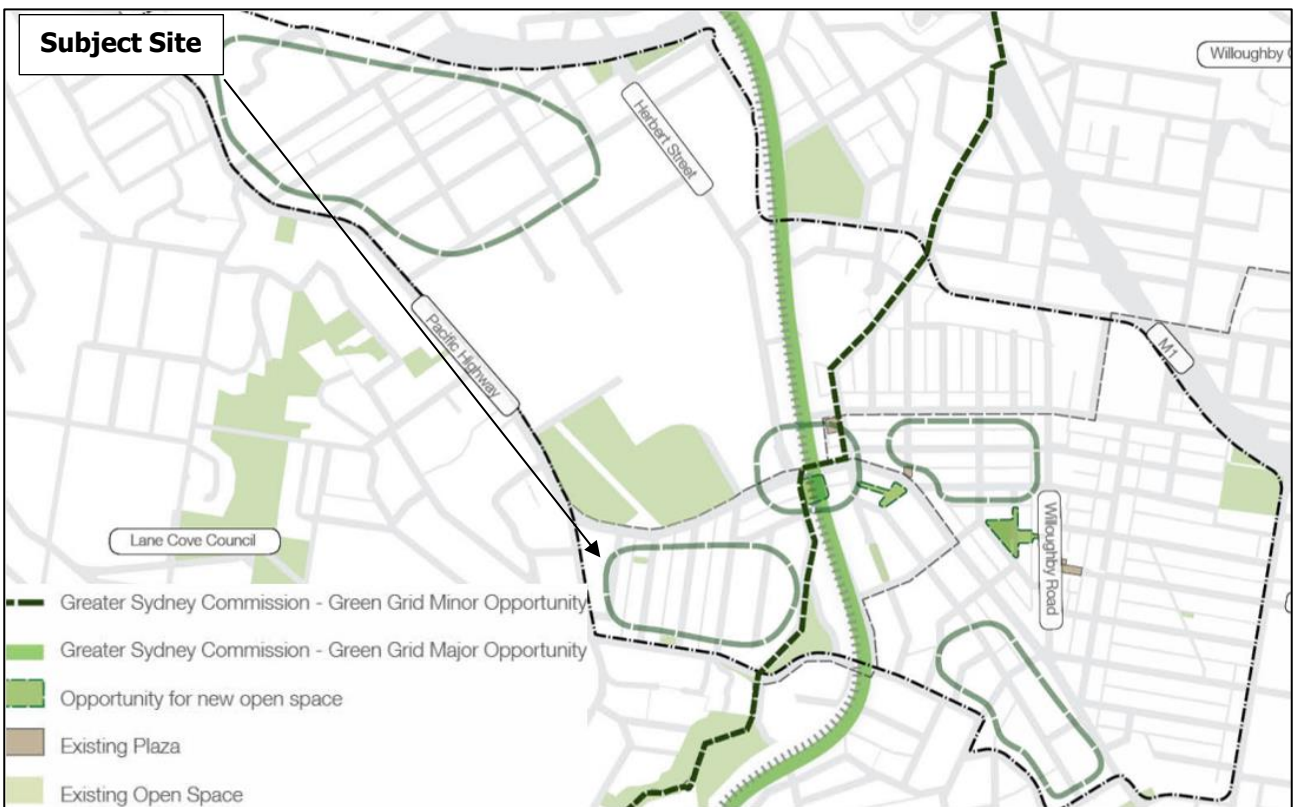 Subject Site
Willoughby
Herbert Street
Pacific Highway
M1
Willoughby Road
Lane Cove Council
Greater Sydney Commission - Green Grid Minor Opportunity
Greater Sydney Commission - Green Grid Major Opportunity
Opportunity for new open space
Existing Plaza
Existing Open Space